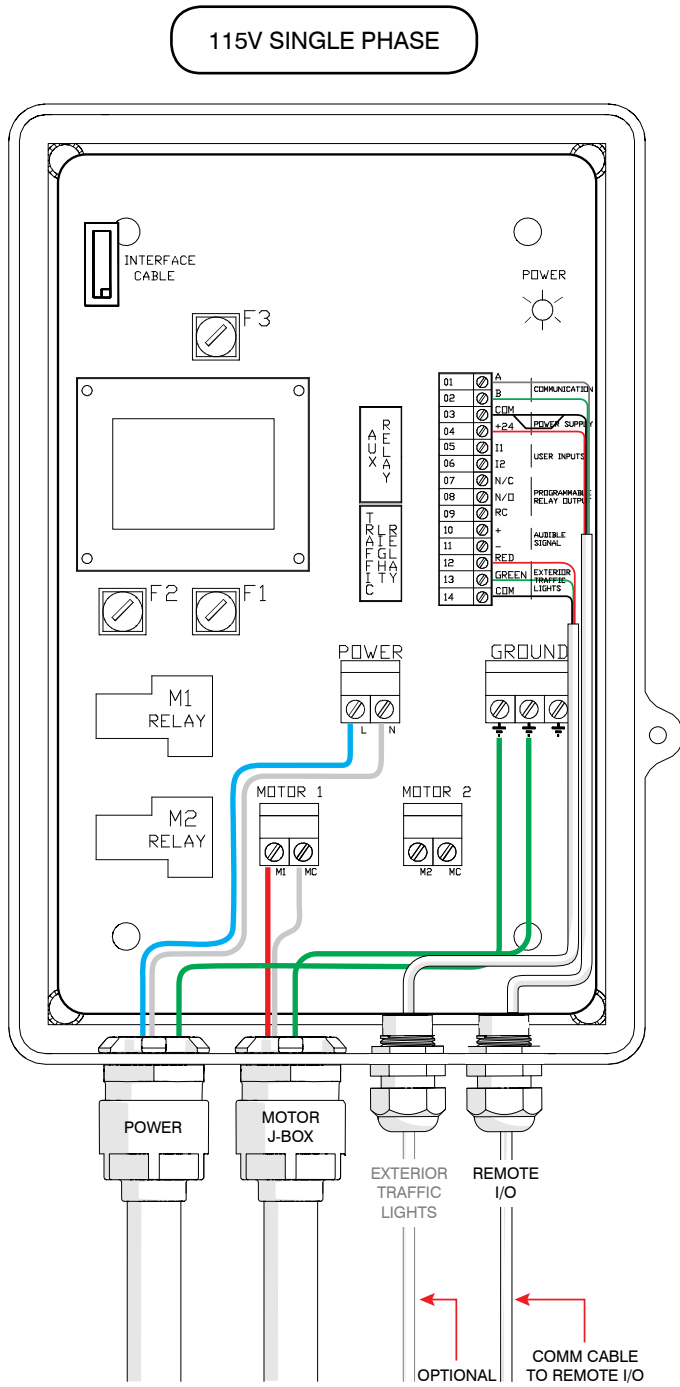 115V SINGLE PHASE
INTERFACE
CABLE
POWER
F3
01 A
02 B
COMMUNICATION
03 COM
04 +24
POWER SUPPLY
05 I1
06 I2
USER INPUTS
07 N/C
08 N/O
09 RC
PROGRAMMABLE
RELAY OUTPUT
10 +
11 -
AUDIBLE
SIGNAL
12 RED
13 GREEN
14 COM
EXTERIOR
TRAFFIC
LIGHTS
AUX
RELAY
TRAFFIC
LIGHT
RELAY
F2
F1
POWER
L N
GROUND
M1
RELAY
M2
RELAY
MOTOR 1
M1 MC
MOTOR 2
M2 MC
POWER
MOTOR
J-BOX
EXTERIOR
TRAFFIC
LIGHTS
REMOTE
I/O
OPTIONAL
COMM CABLE
TO REMOTE I/O